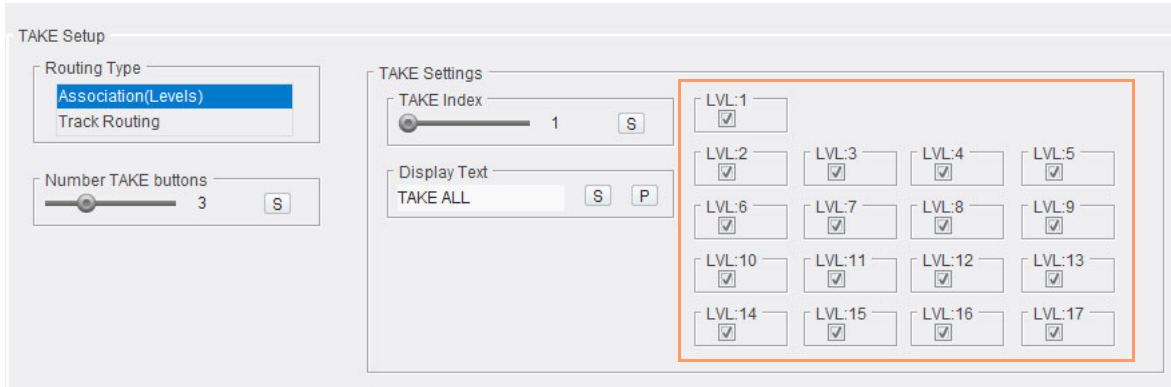 TAKE Setup
Routing Type
Association(Levels)
Track Routing
Number TAKE buttons
3 S
TAKE Settings
TAKE Index
1 S
Display Text
TAKE ALL S P
LVL:1
LVL:2 LVL:3 LVL:4 LVL:5
LVL:6 LVL:7 LVL:8 LVL:9
LVL:10 LVL:11 LVL:12 LVL:13
LVL:14 LVL:15 LVL:16 LVL:17